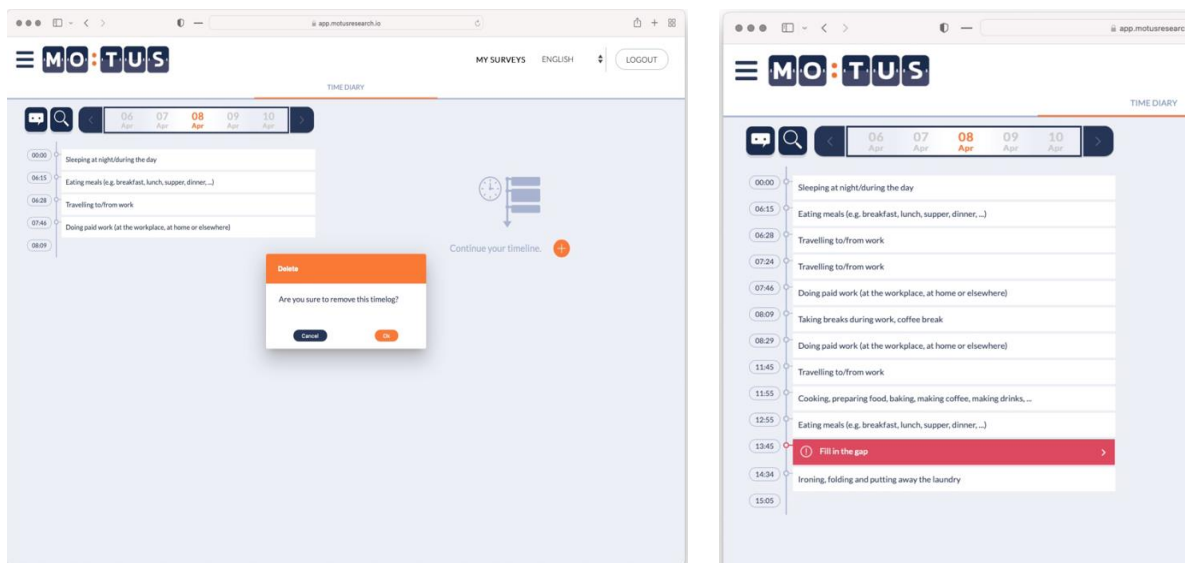 app.motusresearch.io
MO:TUS
MY SURVEYS
ENGLISH
LOGOUT
TIME DIARY
06 07 08 09 10
Apr Apr Apr Apr Apr
00:00 Sleeping at night/during the day
06:15 Eating meals (e.g. breakfast, lunch, supper, dinner, ...)
06:28 Travelling to/from work
07:46 Doing paid work (at the workplace, at home or elsewhere)
08:09
Continue your timeline.
Delete
Are you sure to remove this timelog?
Cancel Ok
app.motusresearc
MO:TUS
TIME DIARY
06 07 08 09 10
Apr Apr Apr Apr Apr
00:00 Sleeping at night/during the day
06:15 Eating meals (e.g. breakfast, lunch, supper, dinner, ...)
06:28 Travelling to/from work
07:24 Travelling to/from work
07:46 Doing paid work (at the workplace, at home or elsewhere)
08:09 Taking breaks during work, coffee break
08:29 Doing paid work (at the workplace, at home or elsewhere)
11:45 Travelling to/from work
11:55 Cooking, preparing food, baking, making coffee, making drinks, ...
12:55 Eating meals (e.g. breakfast, lunch, supper, dinner, ...)
13:45 Fill in the gap
14:34 Ironing, folding and putting away the laundry
15:05